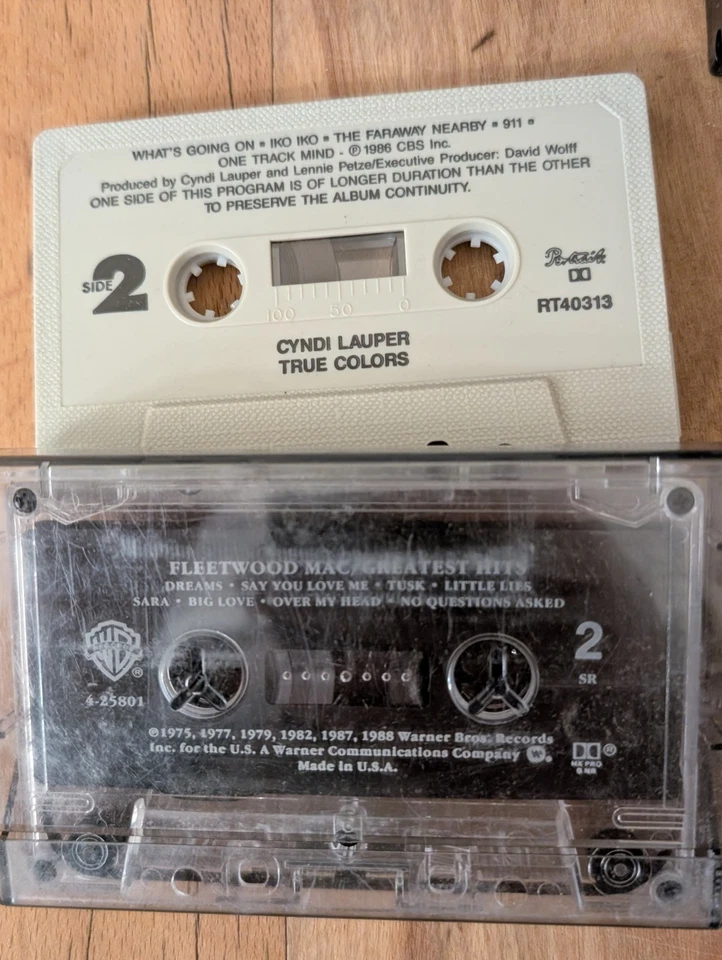 WHAT'S GOING ON • IKO IKO • THE FARAWAY NEARBY • 911 •
ONE TRACK MIND - ℗ 1986 CBS Inc.
Produced by Cyndi Lauper and Lennie Petze/Executive Producer: David Wolff
ONE SIDE OF THIS PROGRAM IS OF LONGER DURATION THAN THE OTHER
TO PRESERVE THE ALBUM CONTINUITY.
SIDE 2
Portrait
100 50 0
RT40313
CYNDI LAUPER
TRUE COLORS
FLEETWOOD MAC/GREATEST HITS
DREAMS • SAY YOU LOVE ME • TUSK • LITTLE LIES
SARA • BIG LOVE • OVER MY HEAD • NO QUESTIONS ASKED
2
SR
4-25801
℗1975, 1977, 1979, 1982, 1987, 1988 Warner Bros. Records
Inc. for the U.S. A Warner Communications Company
Made in U.S.A.
HX PRO
B NR